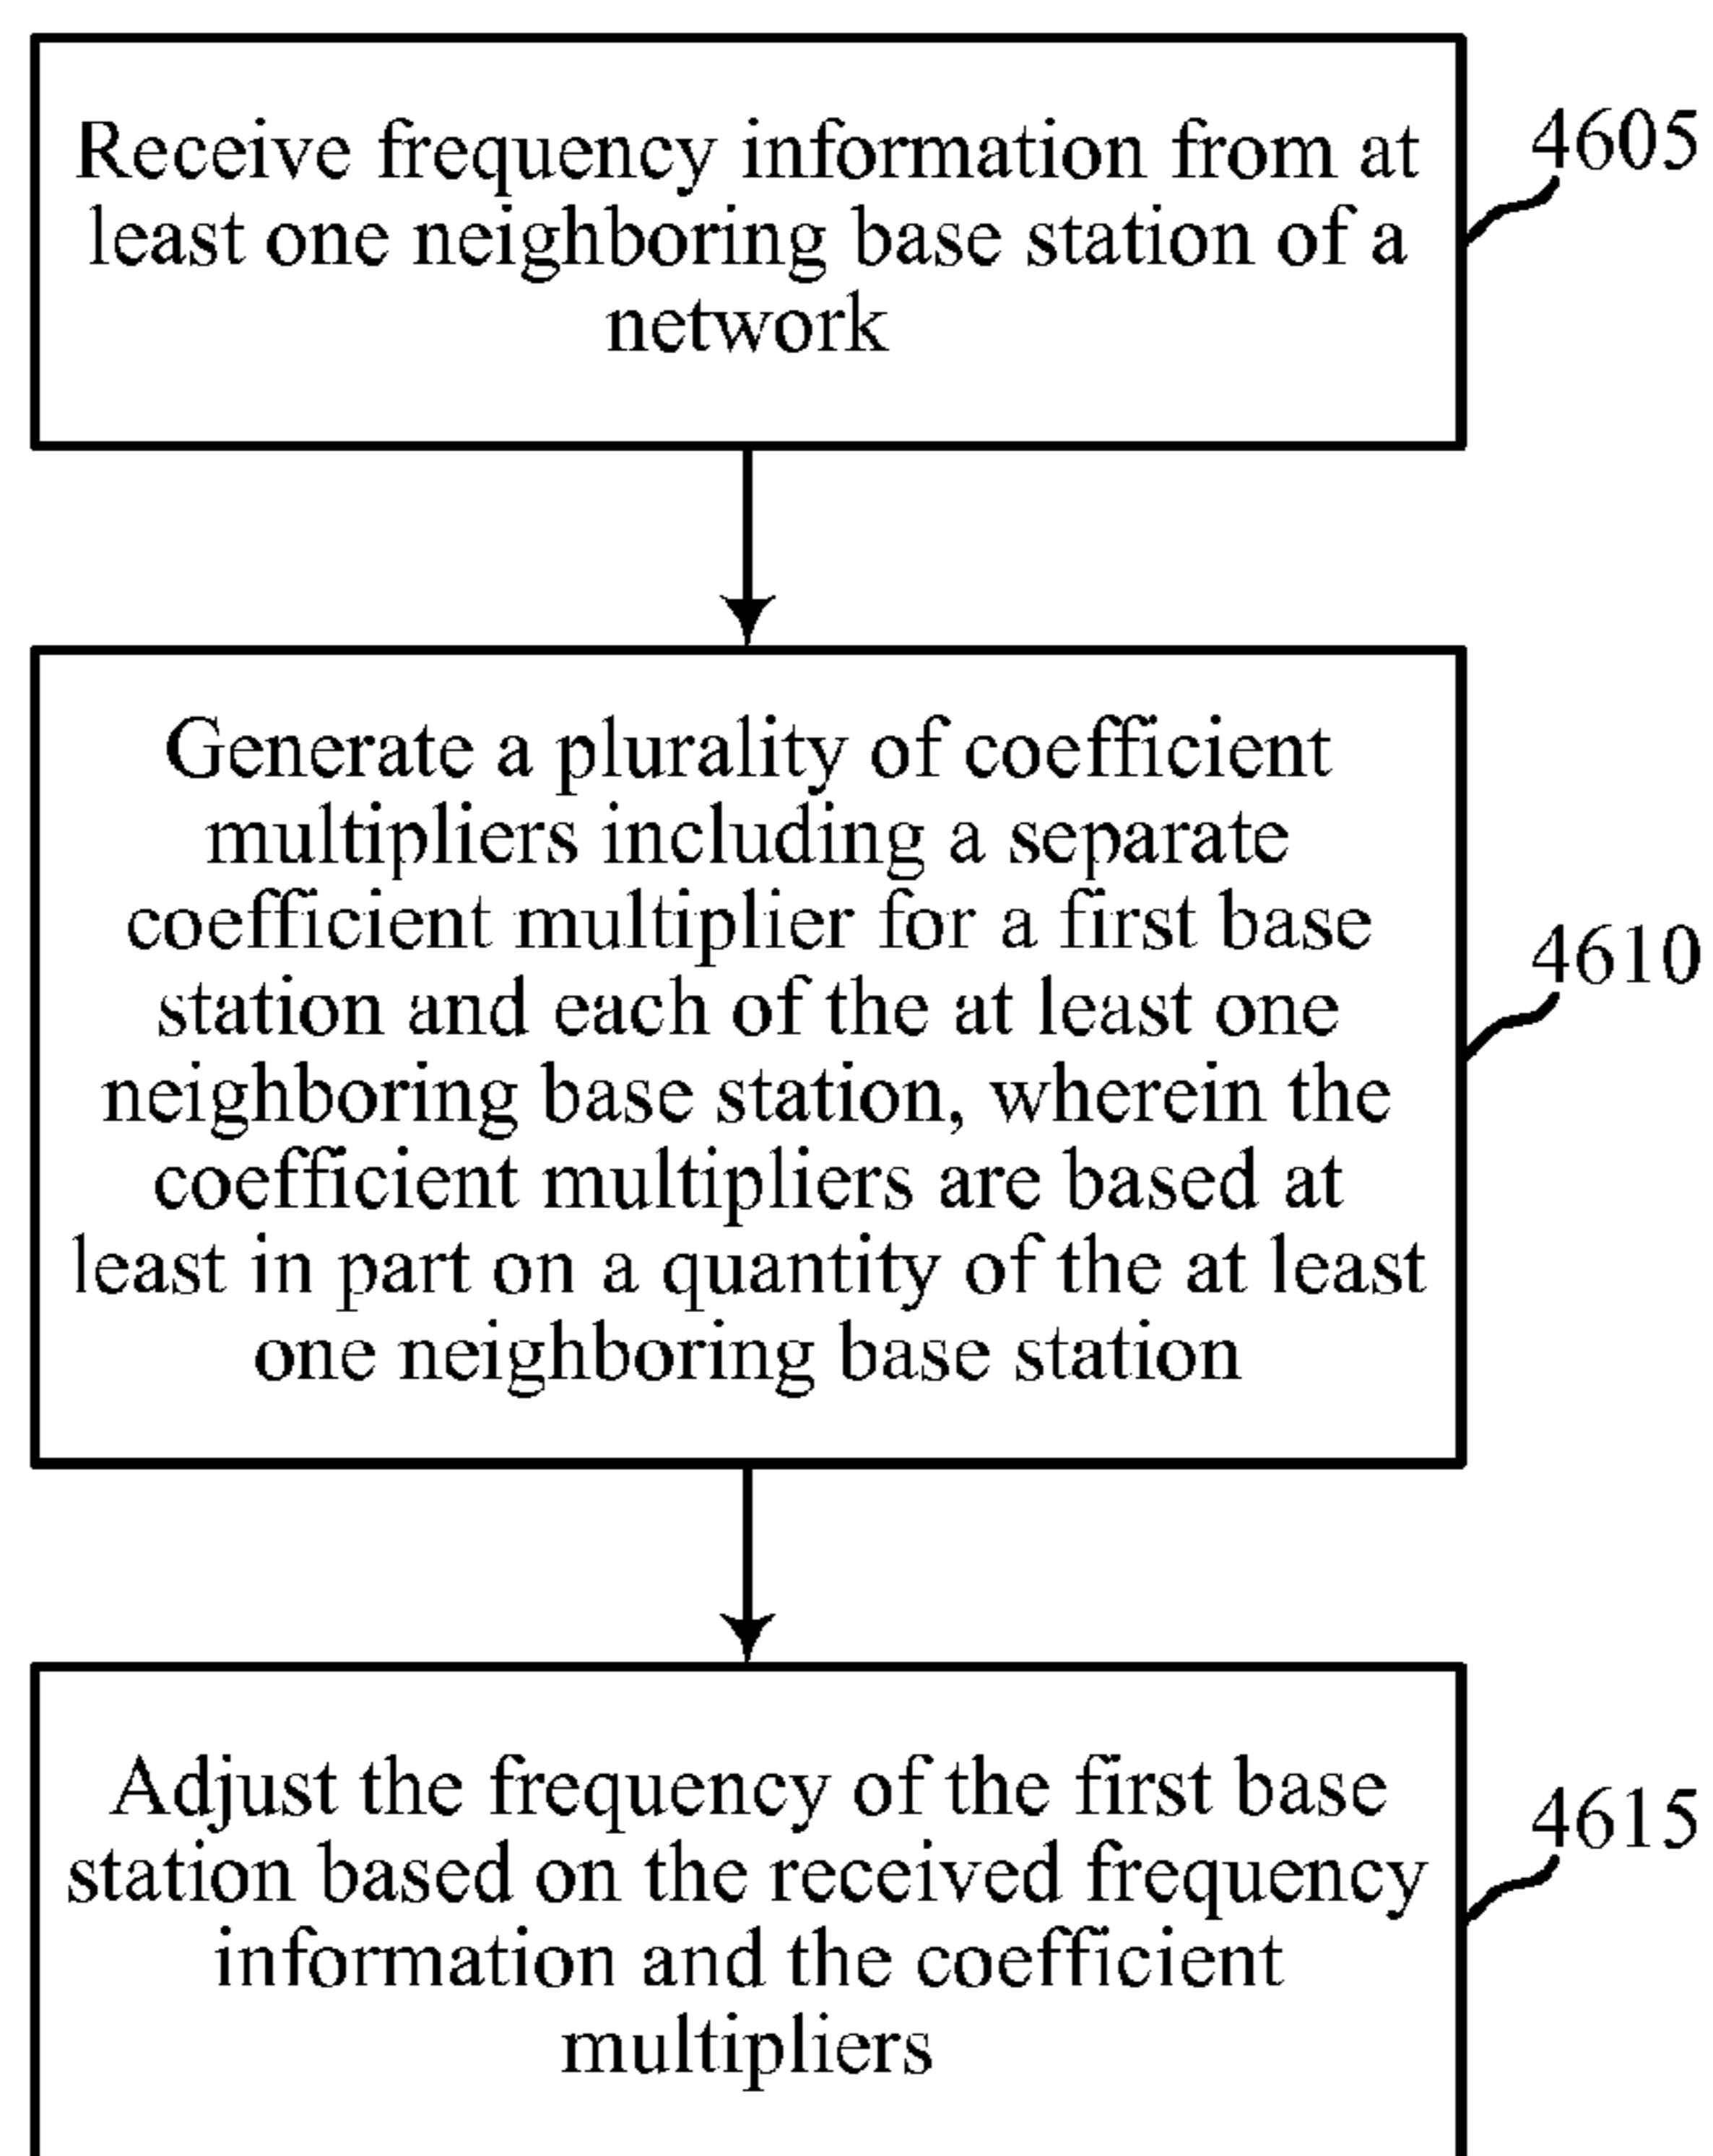 Receive frequency information from at
least one neighboring base station of a
network
4605
Generate a plurality of coefficient
multipliers including a separate
coefficient multiplier for a first base
station and each of the at least one
neighboring base station, wherein the
coefficient multipliers are based at
least in part on a quantity of the at least
one neighboring base station
4610
Adjust the frequency of the first base
station based on the received frequency
information and the coefficient
multipliers
4615